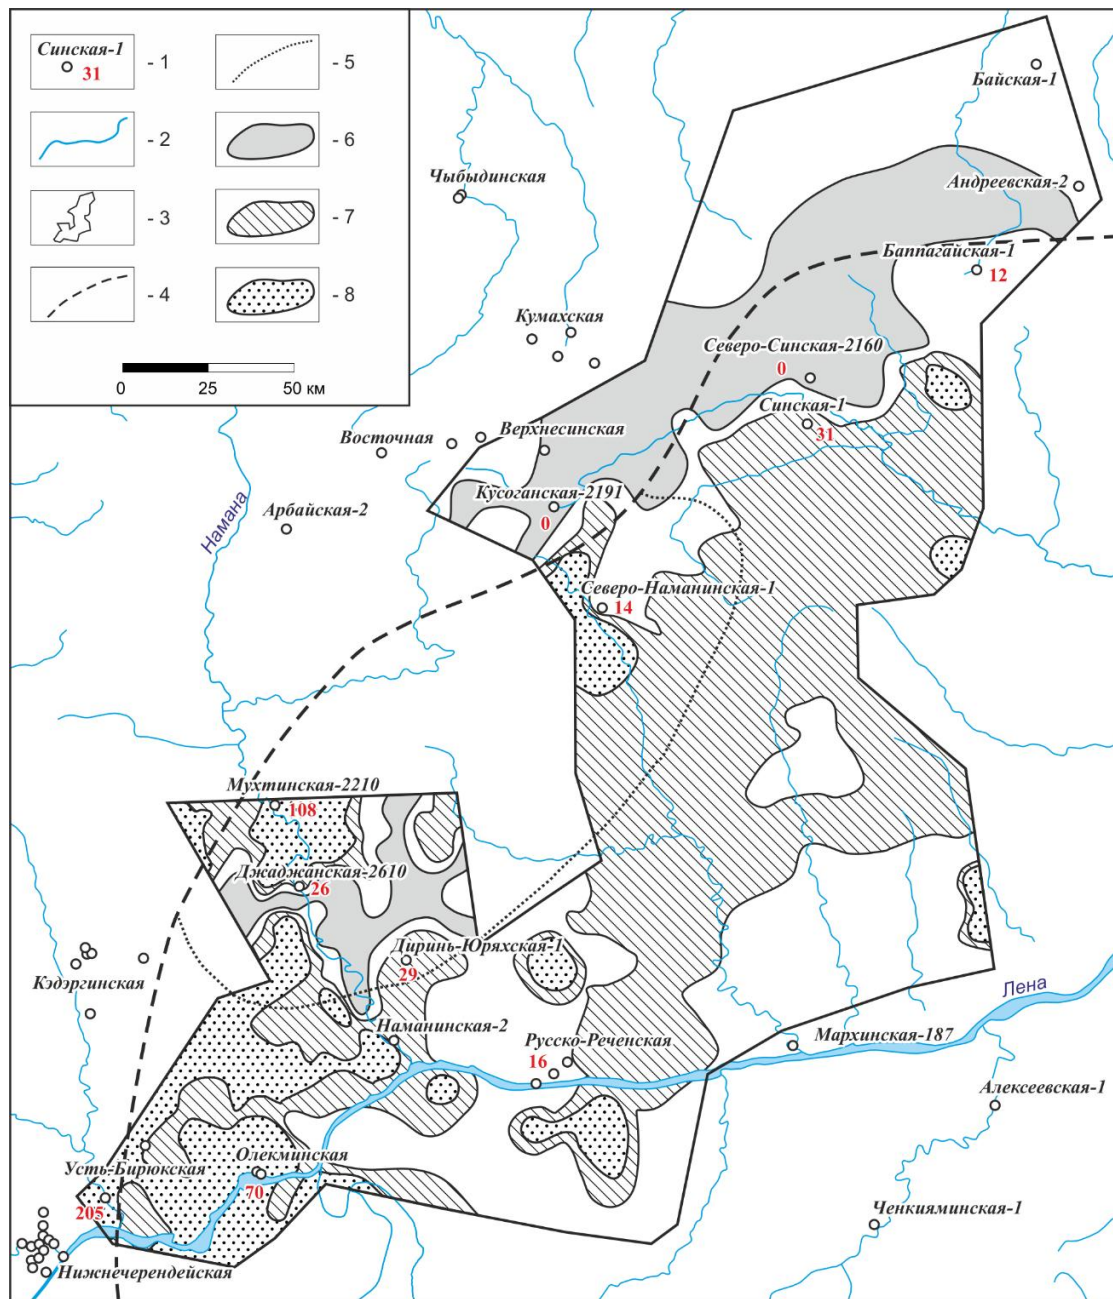 Синская-1
31
- 1
- 2
- 3
- 4
- 5
- 6
- 7
- 8
0 25 50 км
Байская-1
Чыбыдинская
Андреевская-2
Баппагайская-1
12
Кумахская
Северо-Синская-2160
0
Синская-1
31
Восточная
Верхнесинская
Кусоганская-2191
0
Арбайская-2
Намана
Северо-Наманинская-1
14
Мухтинская-2210
108
Джаджанская-2610
26
Диринь-Юряхская-1
29
Кэдэргинская
Лена
Наманинская-2
Русско-Реченская
16
Мархинская-187
Алексеевская-1
Олекминская
70
Усть-Бирюкская
205
Ченкияминская-1
Нижнечерендейская